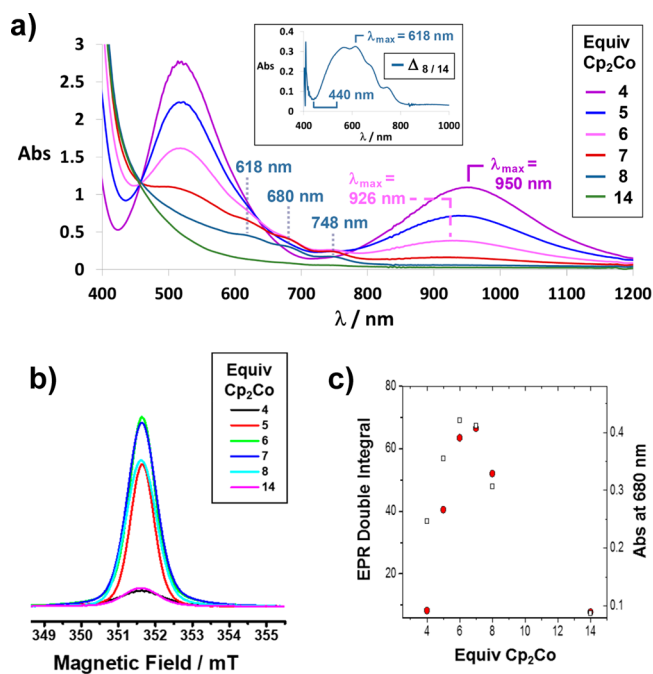 a)
λmax = 618 nm
Δ 8 / 14
440 nm
Abs
0.4
0.3
0.2
0.1
0
400 600 800 1000
λ / nm
Equiv
Cp₂Co
4
5
6
7
8
14
3
2.5
2
1.5
1
0.5
0
Abs
618 nm
680 nm
748 nm
λmax =
926 nm
λmax =
950 nm
400 500 600 700 800 900 1000 1100 1200
λ / nm
b)
Equiv
Cp₂Co
4
5
6
7
8
14
349 351 352 353 354 355
Magnetic Field / mT
c)
80
60
40
20
EPR Double Integral
0.4
0.3
0.2
0.1
Abs at 680 nm
4 6 8 10 12 14
Equiv Cp₂Co